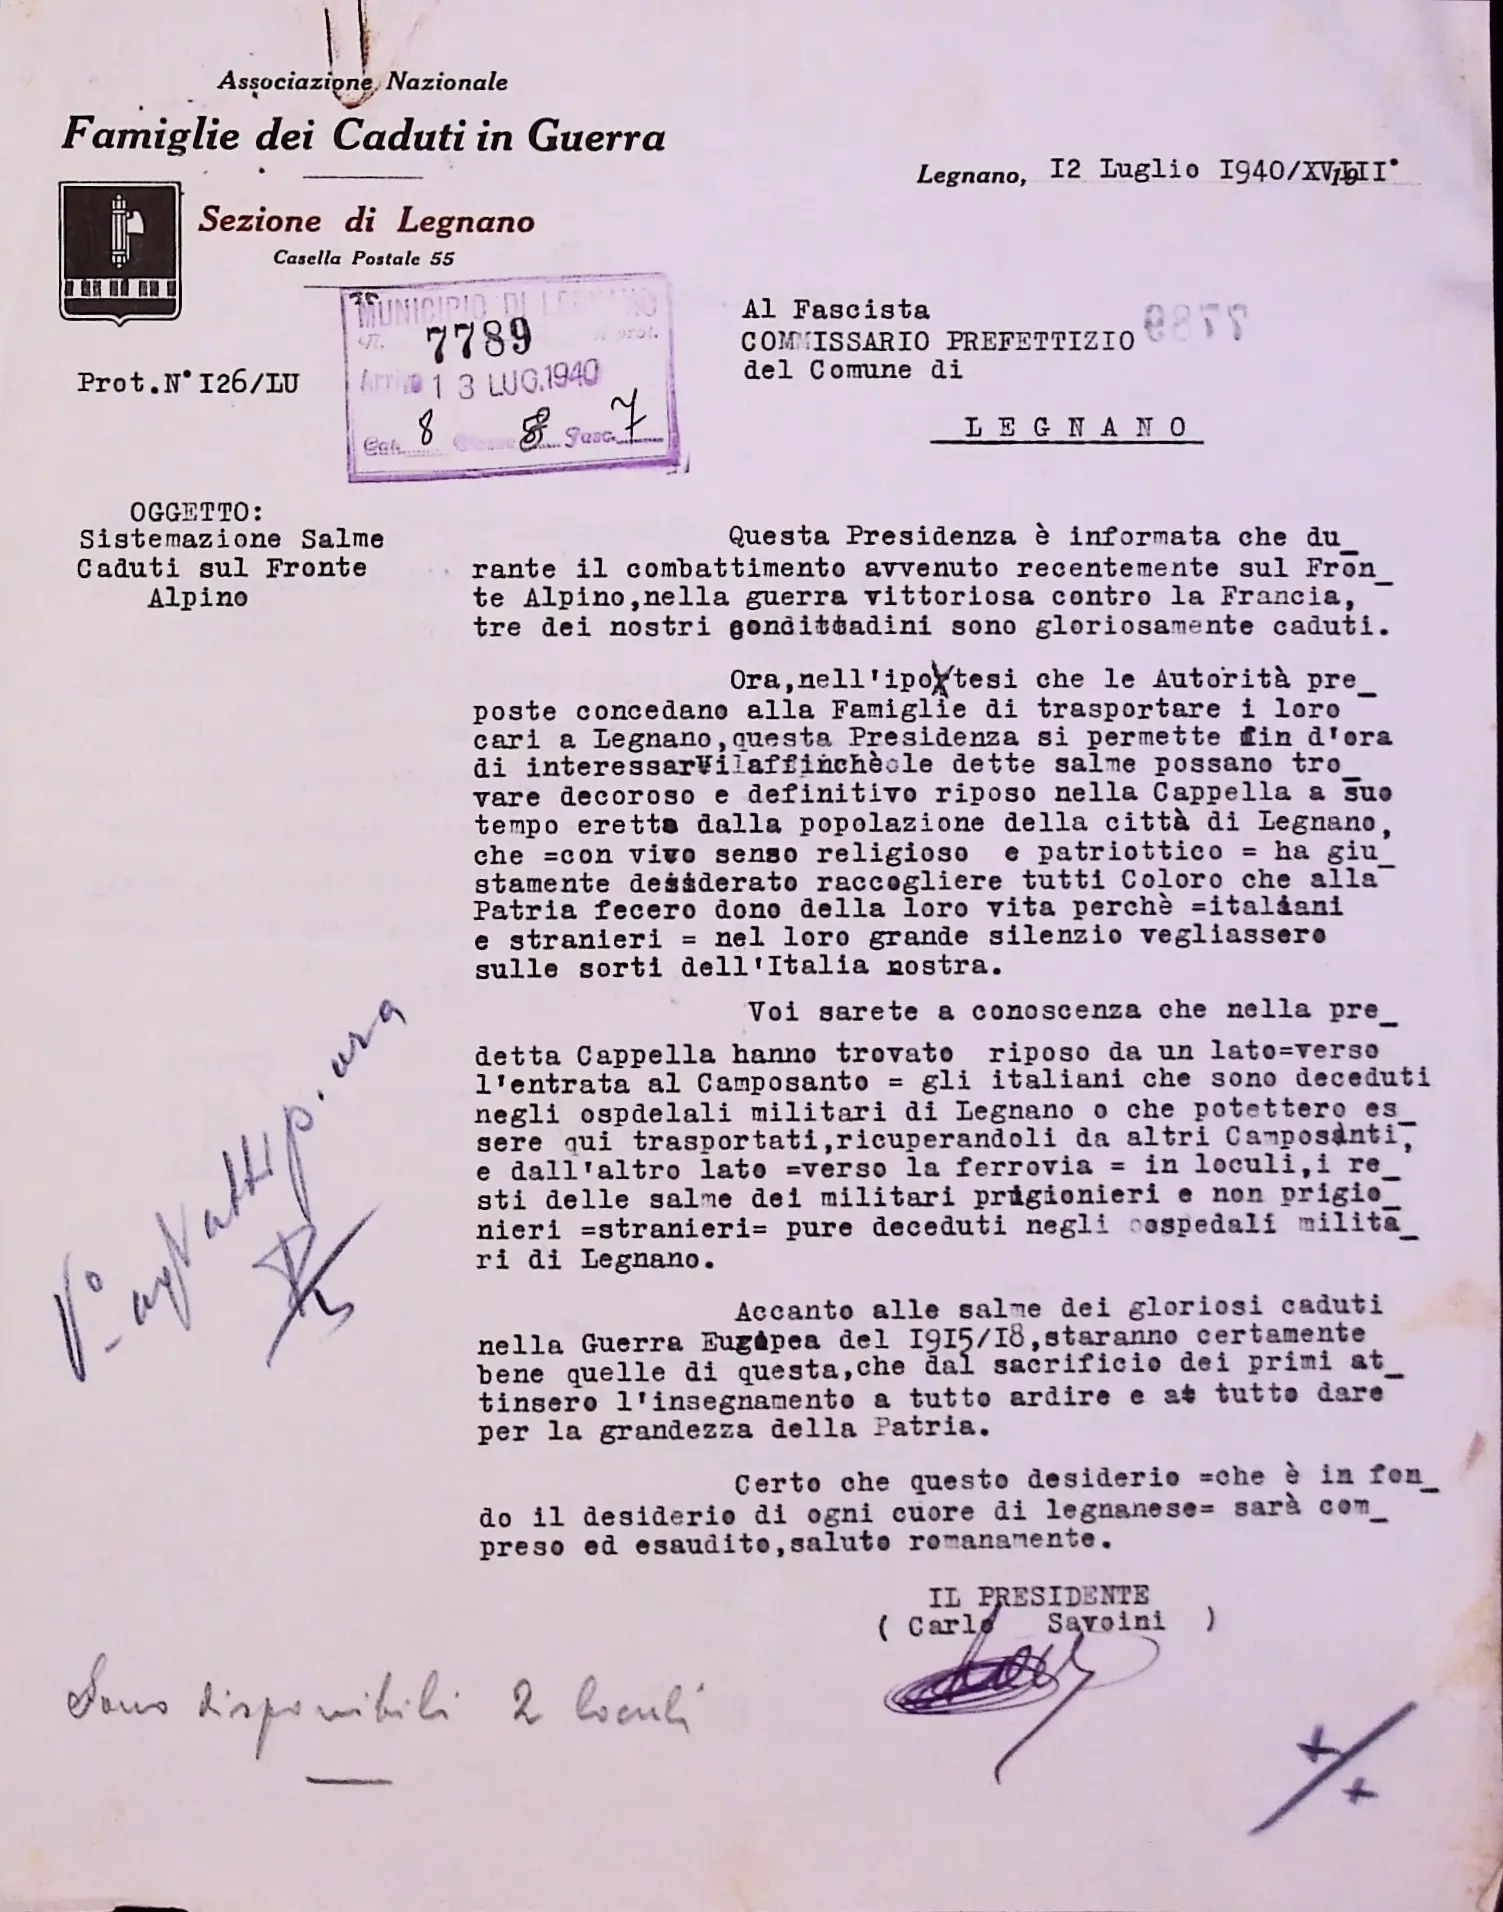 Associazione Nazionale
Famiglie dei Caduti in Guerra
Sezione di Legnano
Casella Postale 55
Legnano, 12 Luglio 1940/XVIII°
MUNICIPIO DI LEGNANO
N. 7789 di prot.
Arrivo 13 LUG.1940
Cat. 8 Classe 8 Fasc. 7
Prot.N° I26/LU
Al Fascista
COMMISSARIO PREFETTIZIO
del Comune di
7789
LEGNANO
OGGETTO:
Sistemazione Salme
Caduti sul Fronte
Alpino
Questa Presidenza è informata che du_
rante il combattimento avvenuto recentemente sul Fron_
te Alpino,nella guerra vittoriosa contro la Francia,
tre dei nostri concittadini sono gloriosamente caduti.
Ora,nell'ipotesi che le Autorità pre_
poste concedano alla Famiglie di trasportare i loro
cari a Legnano,questa Presidenza si permette fin d'ora
di interessarVi affinchè le dette salme possano tro_
vare decoroso e definitivo riposo nella Cappella a suo
tempo eretta dalla popolazione della città di Legnano,
che =con vivo senso religioso e patriottico = ha giu_
stamente desiderato raccogliere tutti Coloro che alla
Patria fecero dono della loro vita perchè =italiani
e stranieri = nel loro grande silenzio vegliassero
sulle sorti dell'Italia nostra.
Voi sarete a conoscenza che nella pre_
detta Cappella hanno trovato riposo da un lato=verso
l'entrata al Camposanto = gli italiani che sono deceduti
negli ospdelali militari di Legnano o che potettero es_
sere qui trasportati,ricuperandoli da altri Camposanti,
e dall'altro lato =verso la ferrovia = in loculi,i re_
sti delle salme dei militari prigionieri e non prigio_
nieri =stranieri= pure deceduti negli ospedali milita_
ri di Legnano.
Accanto alle salme dei gloriosi caduti
nella Guerra Europea del 1915/18,staranno certamente
bene quelle di questa,che dal sacrificio dei primi at_
tinsero l'insegnamento a tutto ardire e a tutto dare
per la grandezza della Patria.
Certo che questo desiderio =che è in fon_
do il desiderio di ogni cuore di legnanese= sarà com_
preso ed esaudito,saluto romanamente.
IL PRESIDENTE
( Carlo Savoini )
V° agli atti p. ora
Sono disponibili 2 loculi